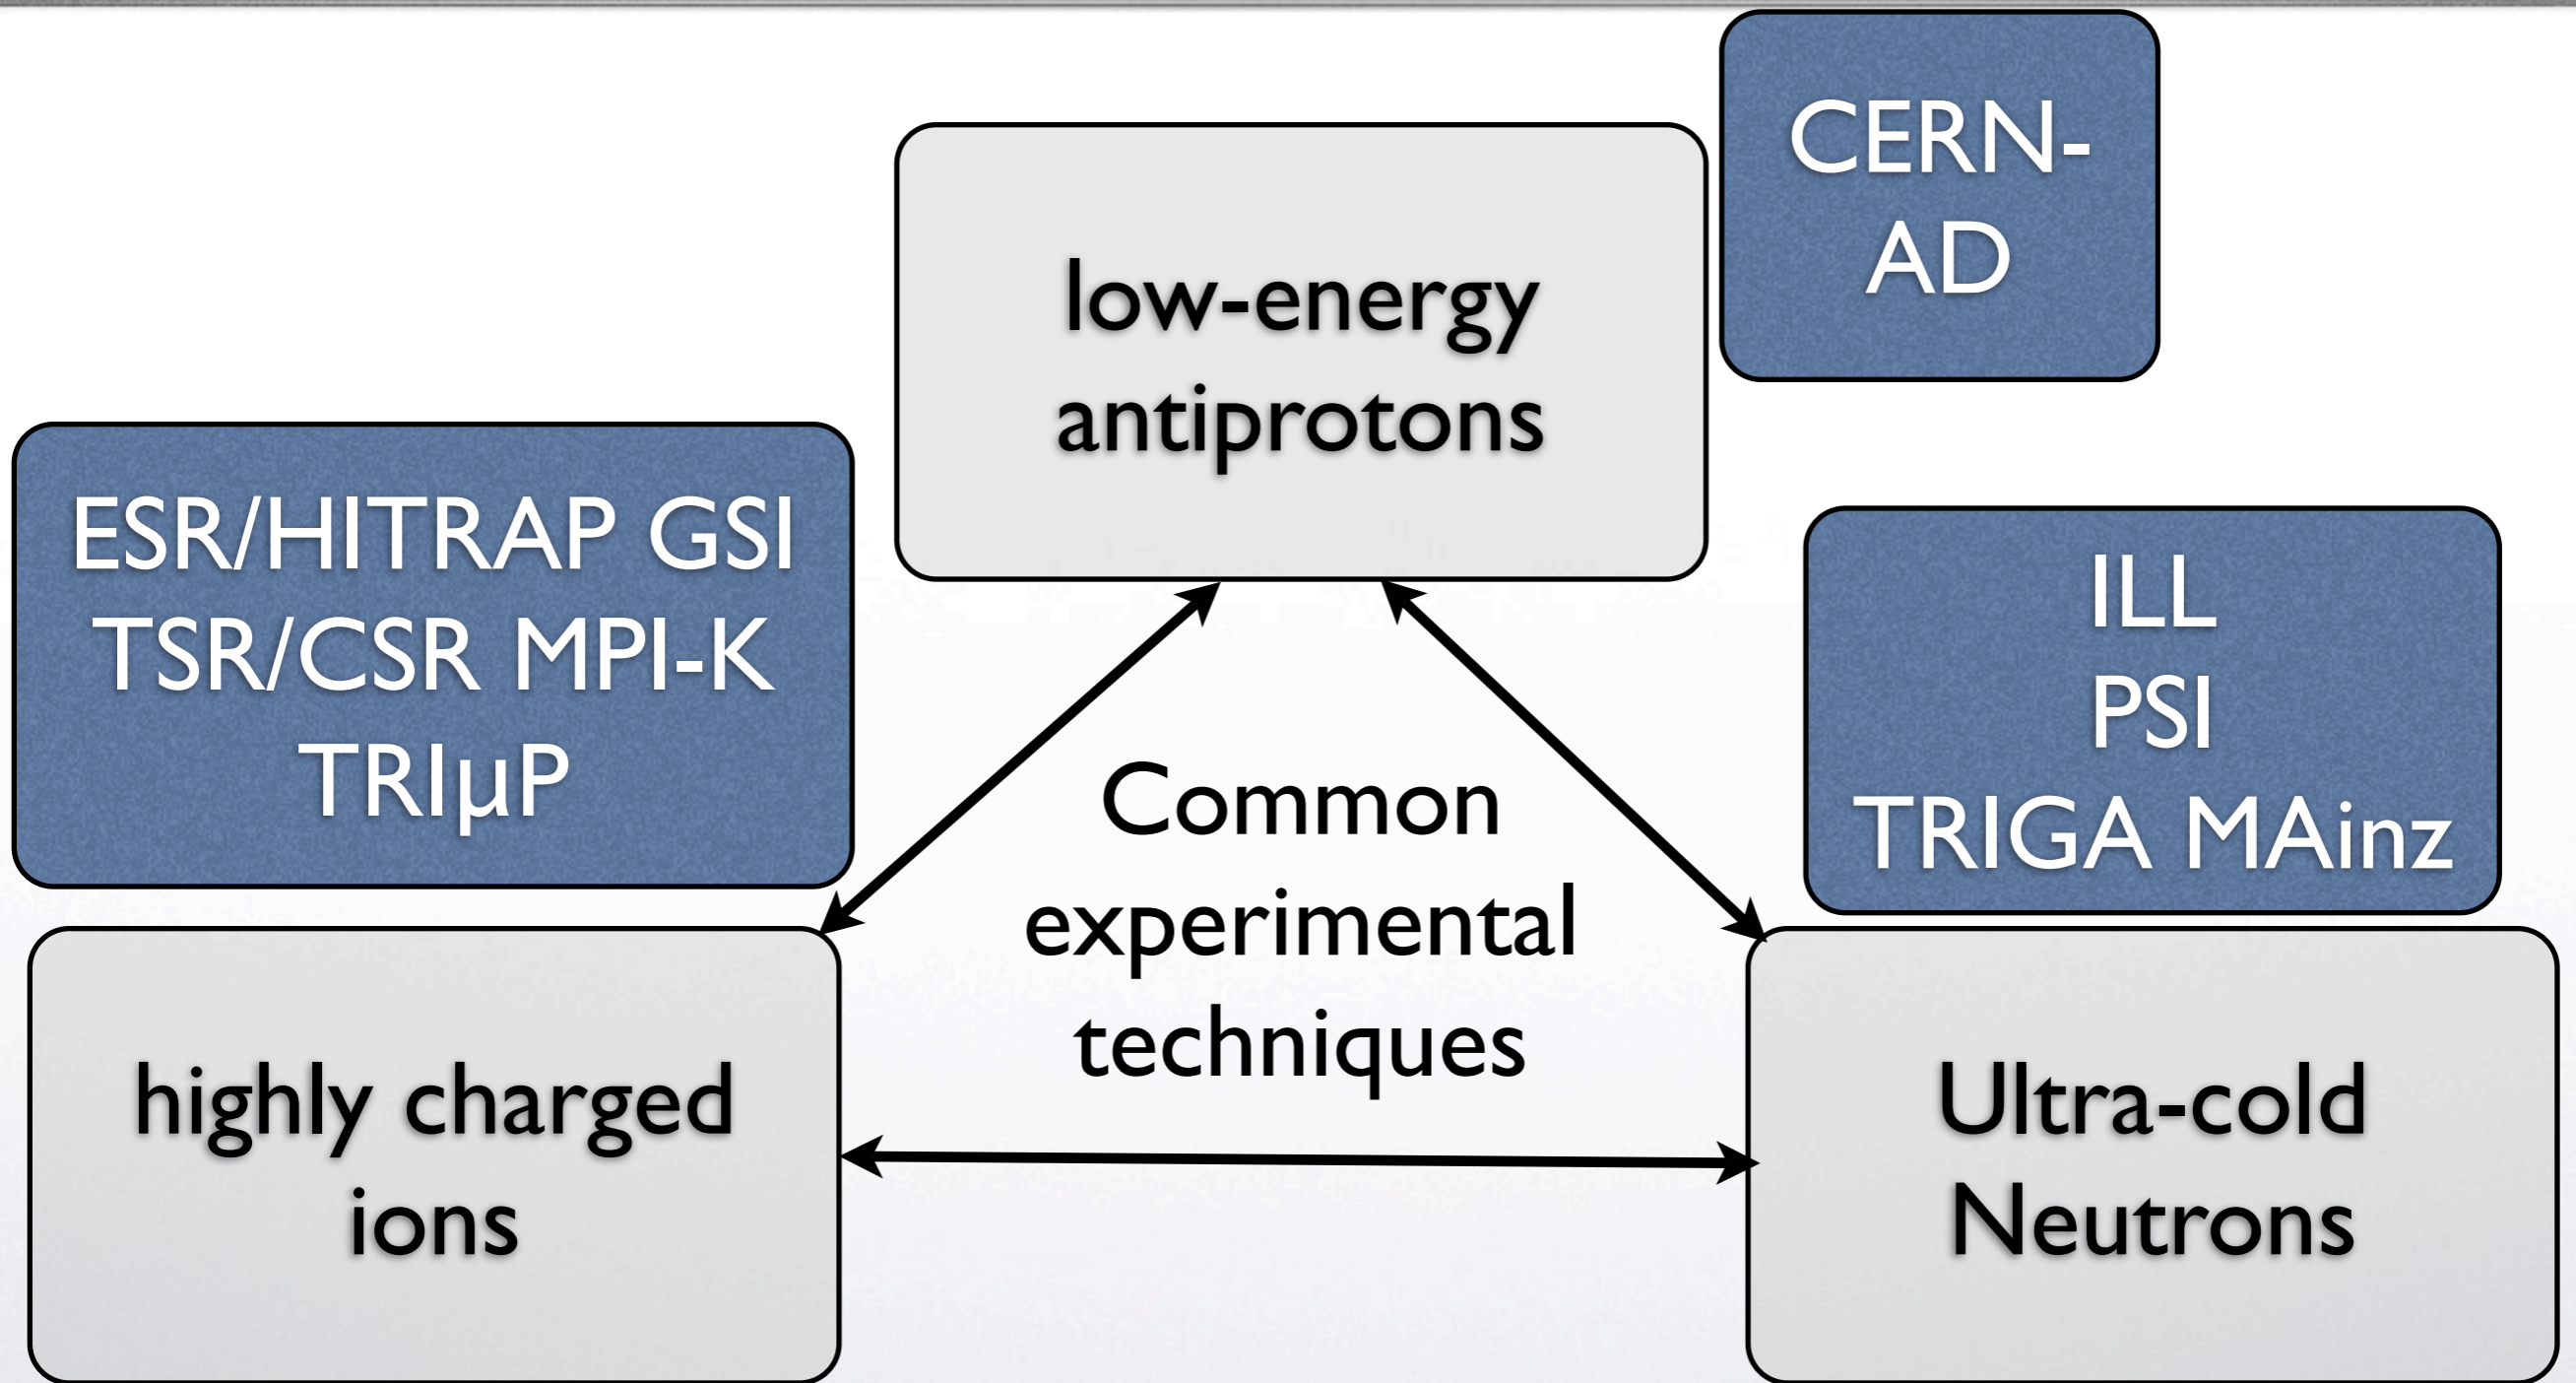 CERN-
AD
low-energy
antiprotons
ESR/HITRAP GSI
TSR/CSR MPI-K
TRIµP
ILL
PSI
TRIGA MAinz
Common
experimental
techniques
highly charged
ions
Ultra-cold
Neutrons